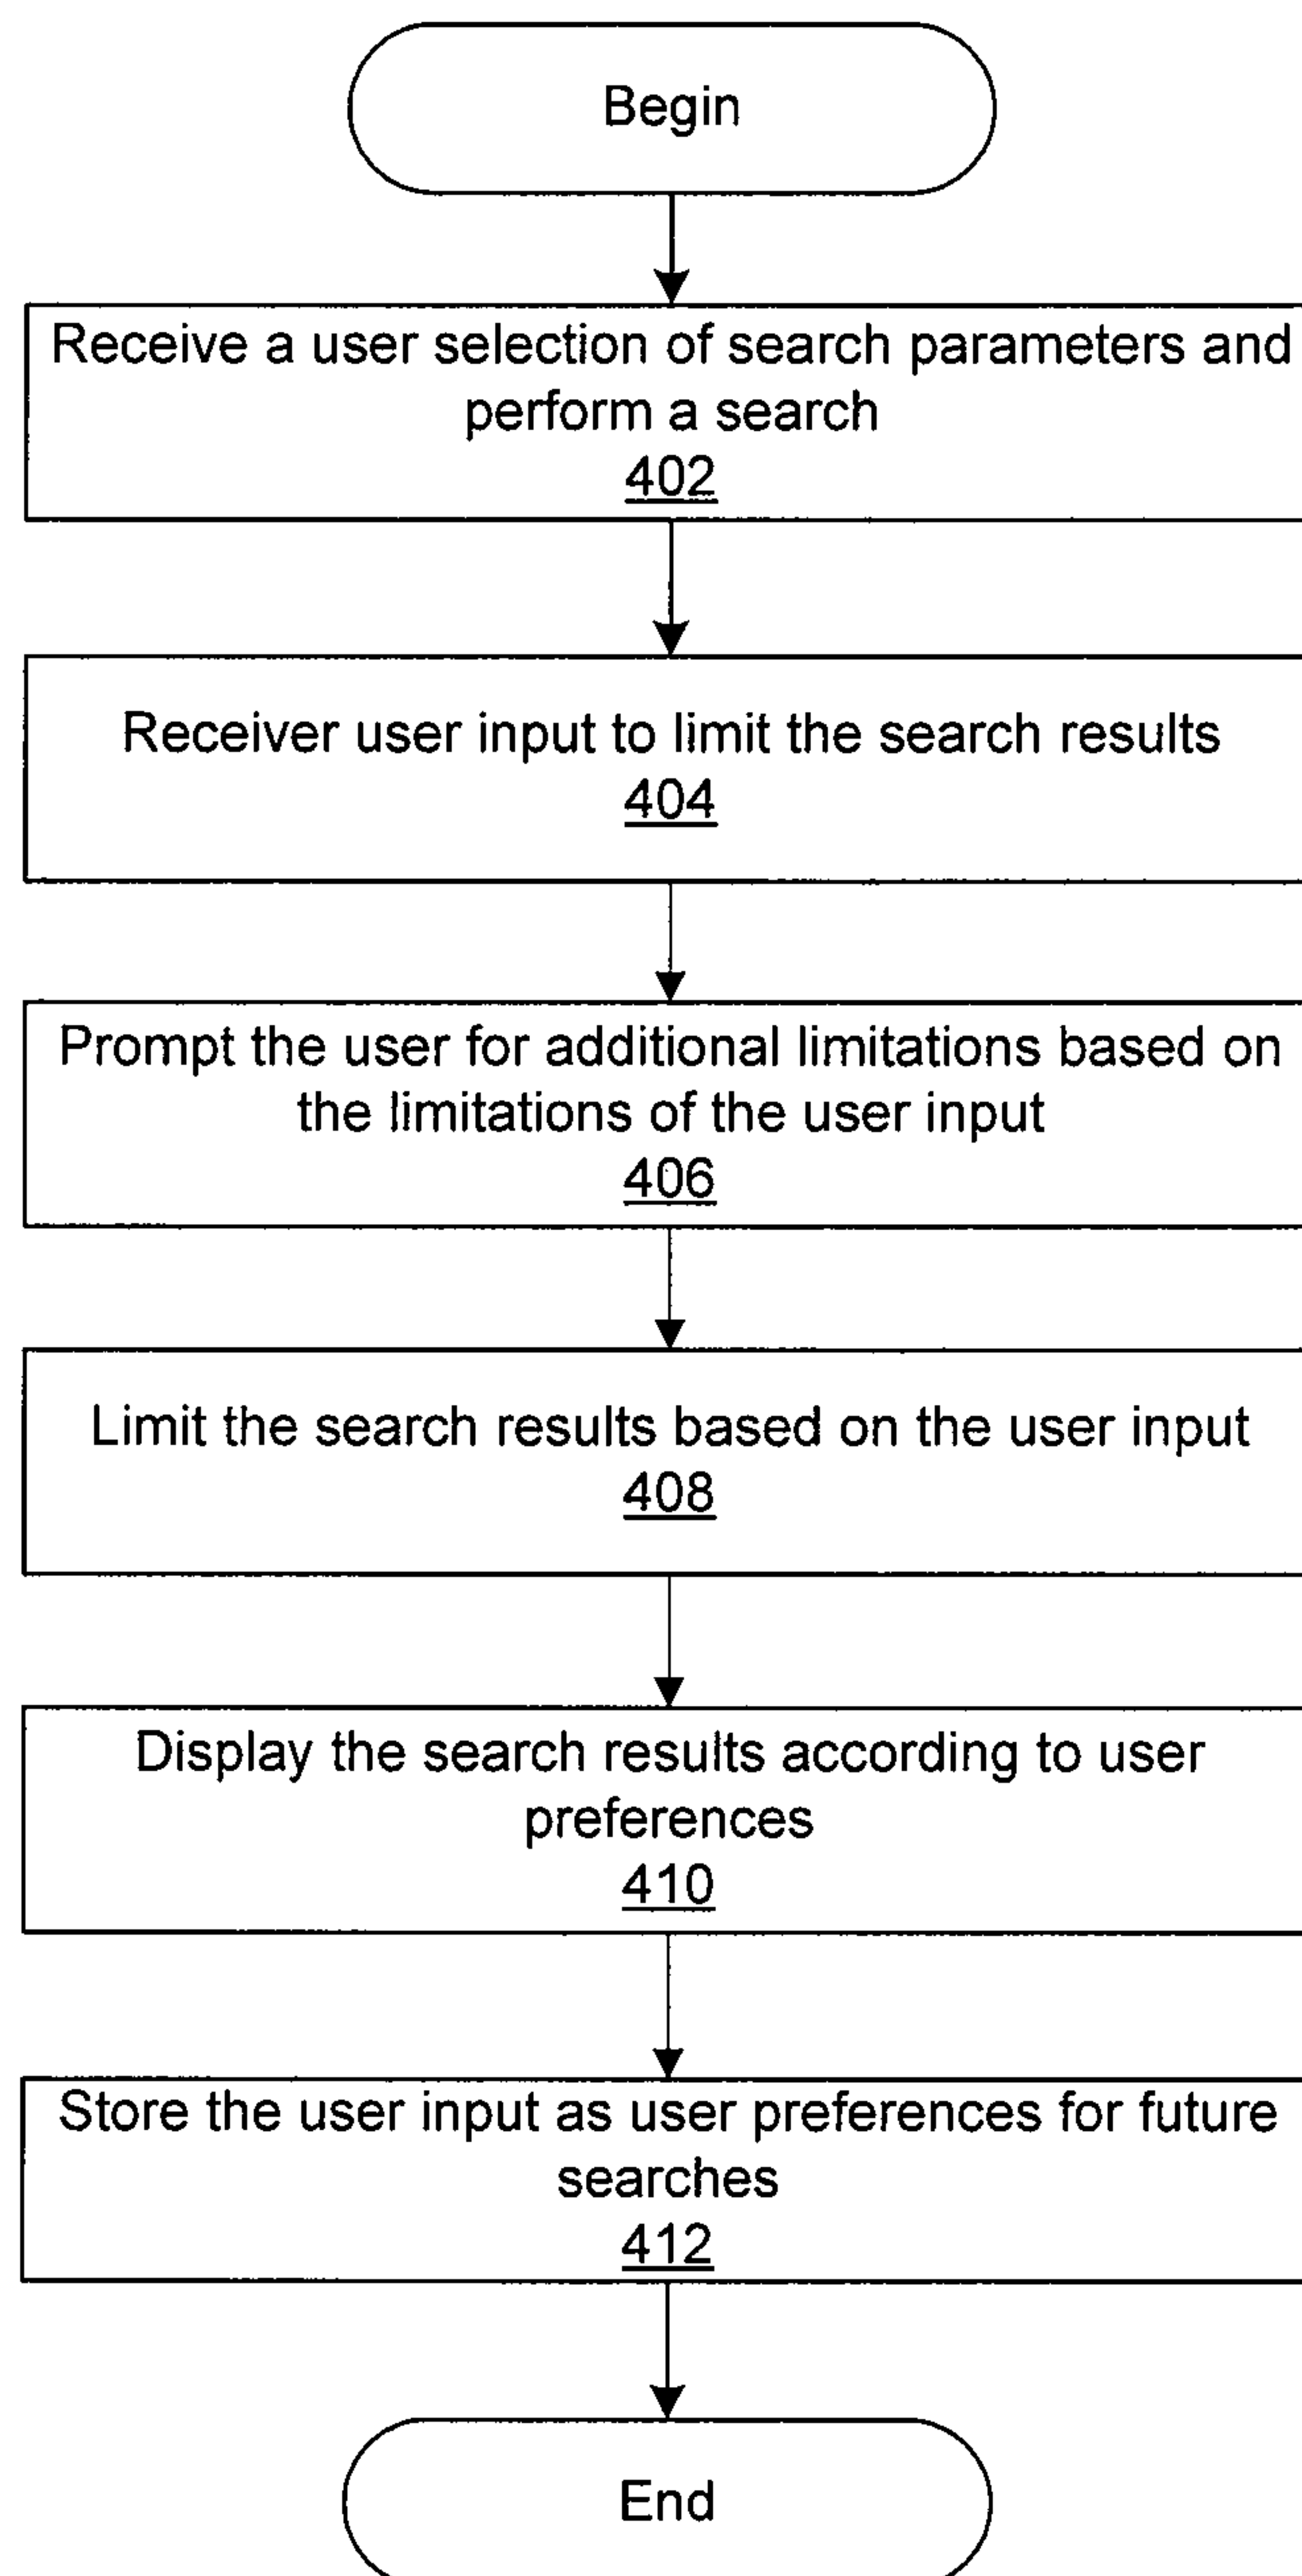 Begin
Receive a user selection of search parameters and
perform a search
402
Receiver user input to limit the search results
404
Prompt the user for additional limitations based on
the limitations of the user input
406
Limit the search results based on the user input
408
Display the search results according to user
preferences
410
Store the user input as user preferences for future
searches
412
End